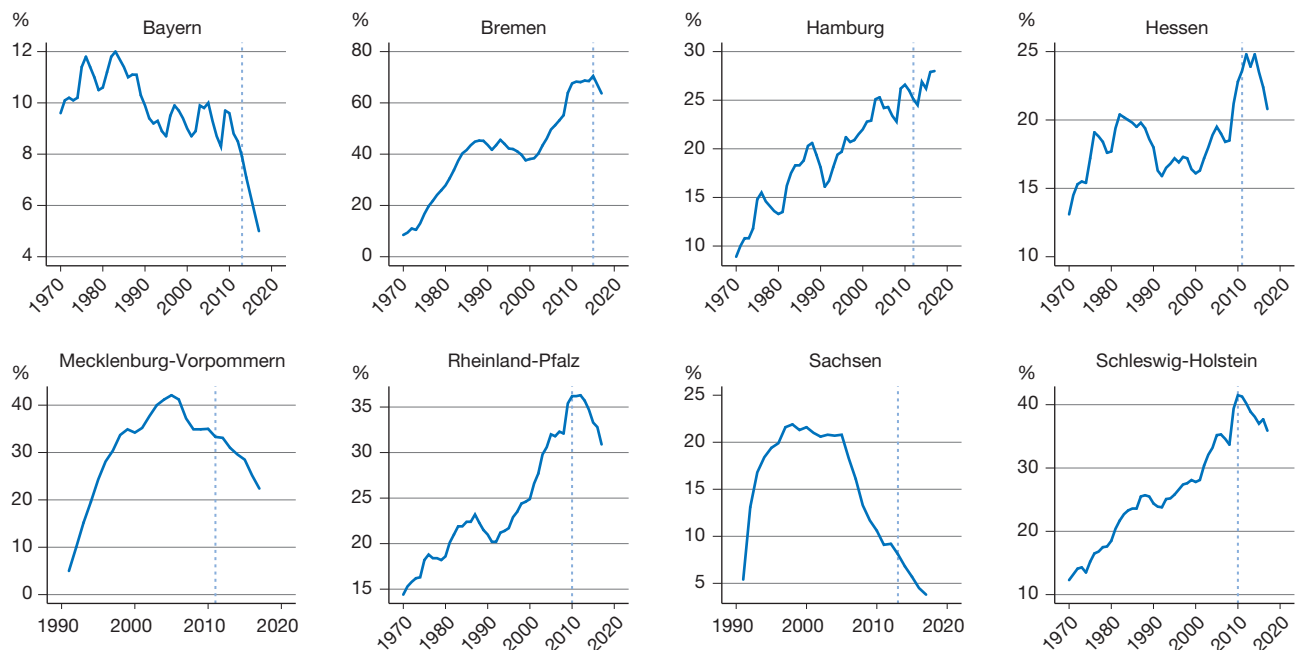 % Bayern
12
10
8
6
4
1970 1980 1990 2000 2010 2020
% Bremen
80
60
40
20
0
1970 1980 1990 2000 2010 2020
% Hamburg
30
25
20
15
10
1970 1980 1990 2000 2010 2020
% Hessen
25
20
15
10
1970 1980 1990 2000 2010 2020
Mecklenburg-Vorpommern
%
40
30
20
10
0
1990 2000 2010 2020
Rheinland-Pfalz
%
35
30
25
20
15
1970 1980 1990 2000 2010 2020
Sachsen
%
25
20
15
10
5
1990 2000 2010 2020
Schleswig-Holstein
%
40
30
20
10
1970 1980 1990 2000 2010 2020